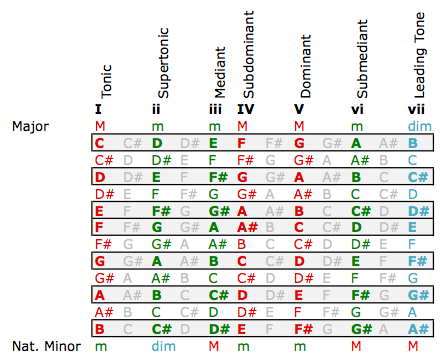 Tonic Supertonic Mediant Subdominant Dominant Submediant Leading Tone
I ii iii IV V vi vii
Major M m m M M m dim
C C# D D# E F F# G G# A A# B
C# D D# E F F# G G# A A# B C
D D# E F F# G G# A A# B C C#
D# E F F# G G# A A# B C C# D
E F F# G G# A A# B C C# D D#
F F# G G# A A# B C C# D D# E
F# G G# A A# B C C# D D# E F
G G# A A# B C C# D D# E F F#
G# A A# B C C# D D# E F F# G
A A# B C C# D D# E F F# G G#
A# B C C# D D# E F F# G G# A
B C C# D D# E F F# G G# A A#
Nat. Minor m dim M m m M M